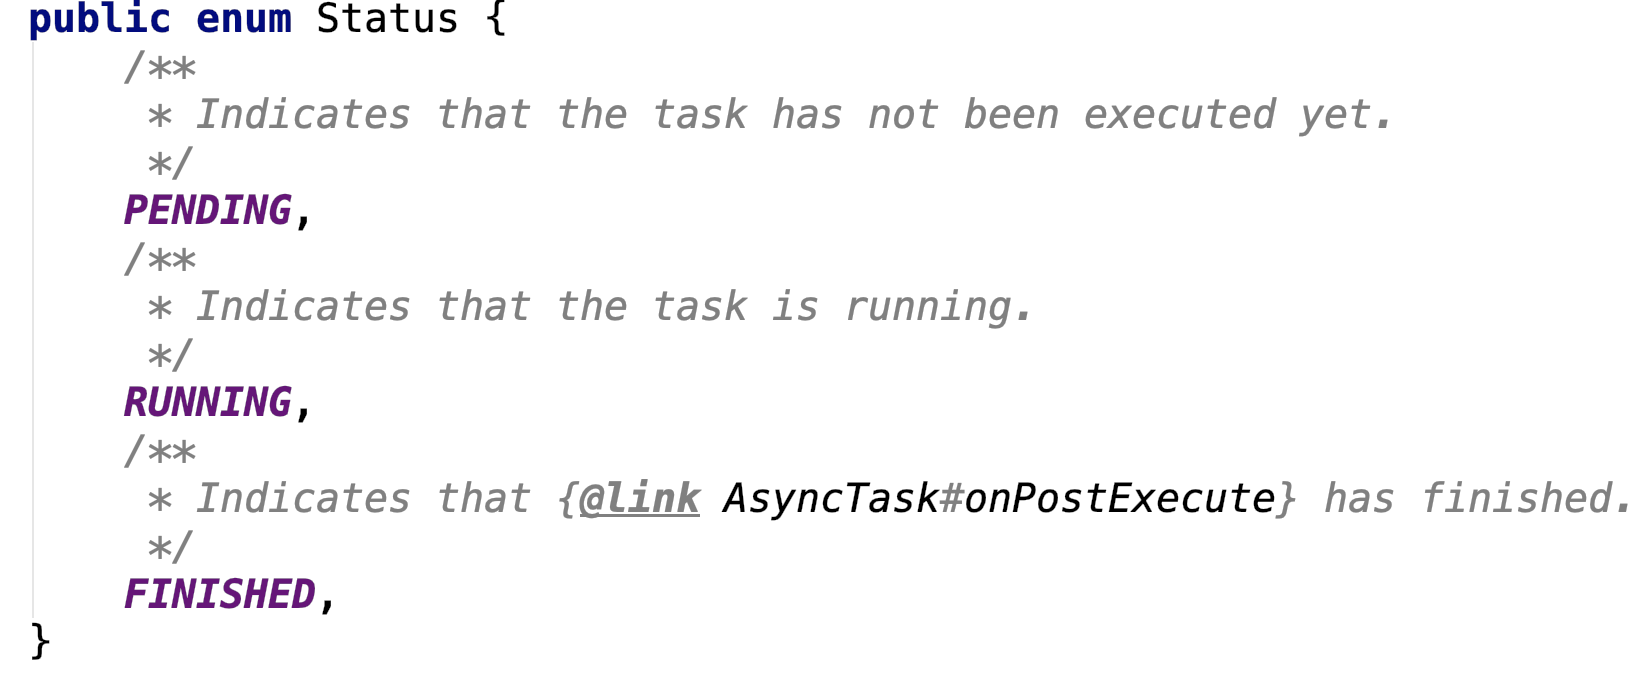 public enum Status {
    /**
     * Indicates that the task has not been executed yet.
     */
    PENDING,
    /**
     * Indicates that the task is running.
     */
    RUNNING,
    /**
     * Indicates that {@link AsyncTask#onPostExecute} has finished.
     */
    FINISHED,
}